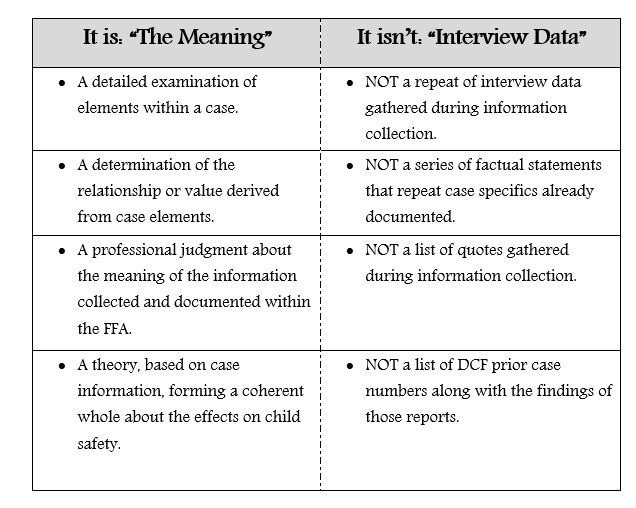 It is: “The Meaning”
It isn’t: “Interview Data”
• A detailed examination of
elements within a case.
• NOT a repeat of interview data
gathered during information
collection.
• A determination of the
relationship or value derived
from case elements.
• NOT a series of factual statements
that repeat case specifics already
documented.
• A professional judgment about
the meaning of the information
collected and documented within
the FFA.
• NOT a list of quotes gathered
during information collection.
• A theory, based on case
information, forming a coherent
whole about the effects on child
safety.
• NOT a list of DCF prior case
numbers along with the findings of
those reports.